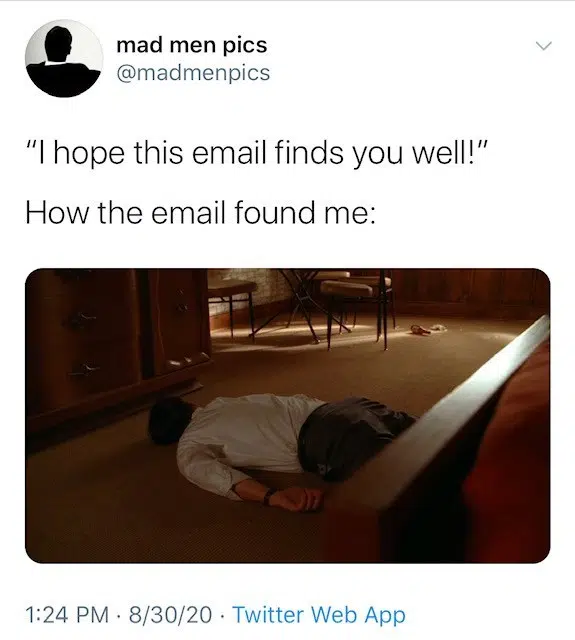 mad men pics
@madmenpics
“I hope this email finds you well!”
How the email found me:
1:24 PM · 8/30/20 · Twitter Web App